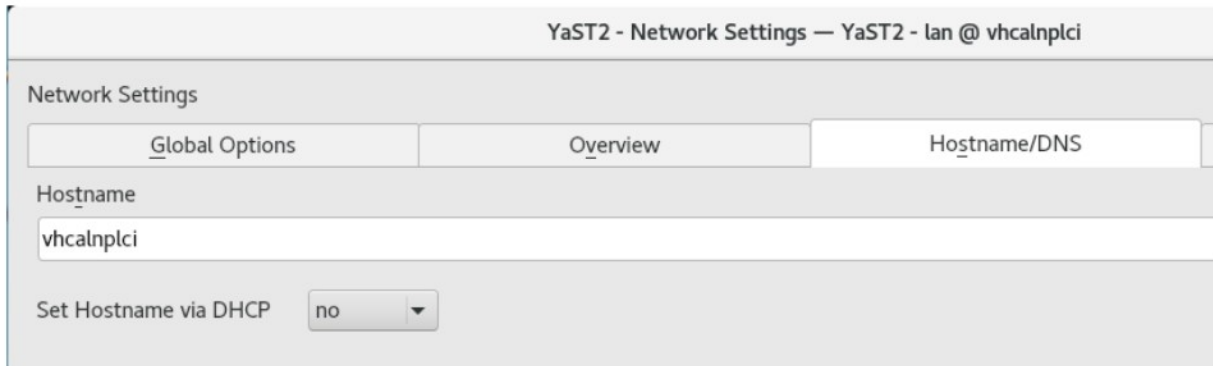 YaST2 - Network Settings — YaST2 - lan @ vhcalnplci
Network Settings
Global Options Overview Hostname/DNS
Hostname
vhcalnplci
Set Hostname via DHCP no